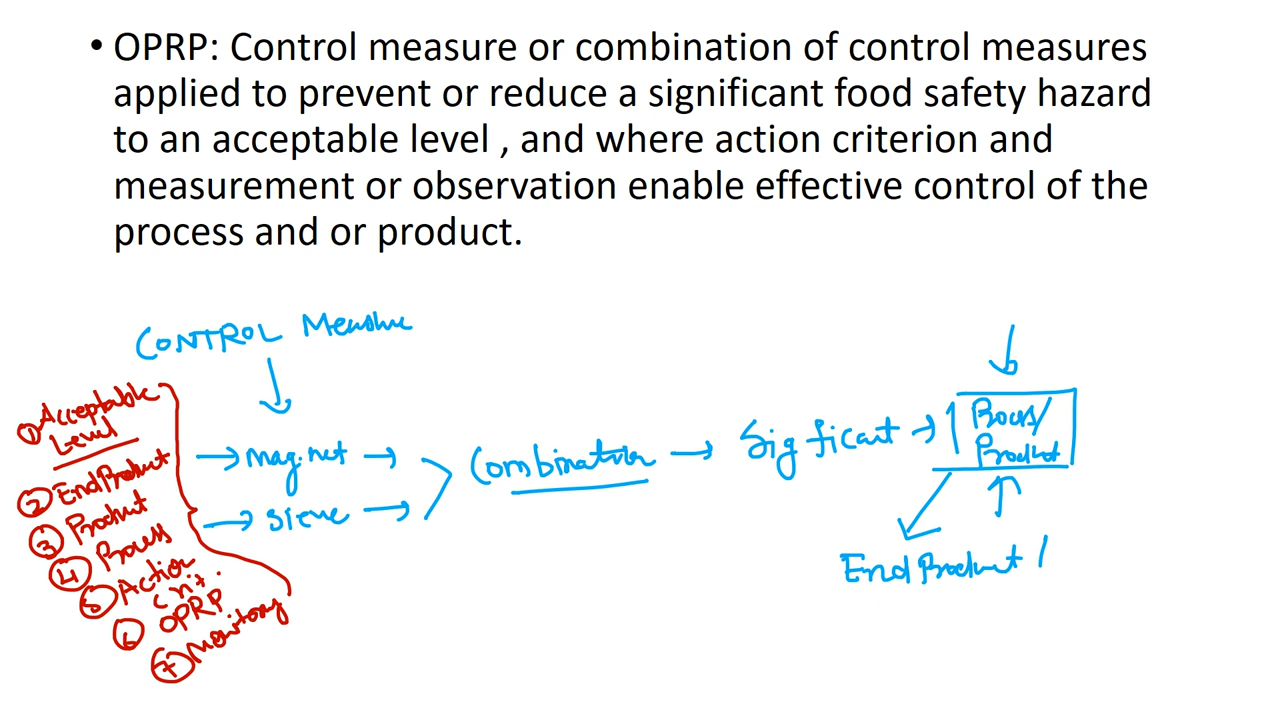 • OPRP: Control measure or combination of control measures
applied to prevent or reduce a significant food safety hazard
to an acceptable level , and where action criterion and
measurement or observation enable effective control of the
process and or product.
CONTROL Measure
① Acceptable
Level
② End Product
③ Product
④ Process
⑤ Action
Crit.
⑥ OPRP
⑦ Monitoring
Magnet
Sieve
Combination
Significant
Process/
Product
End Product